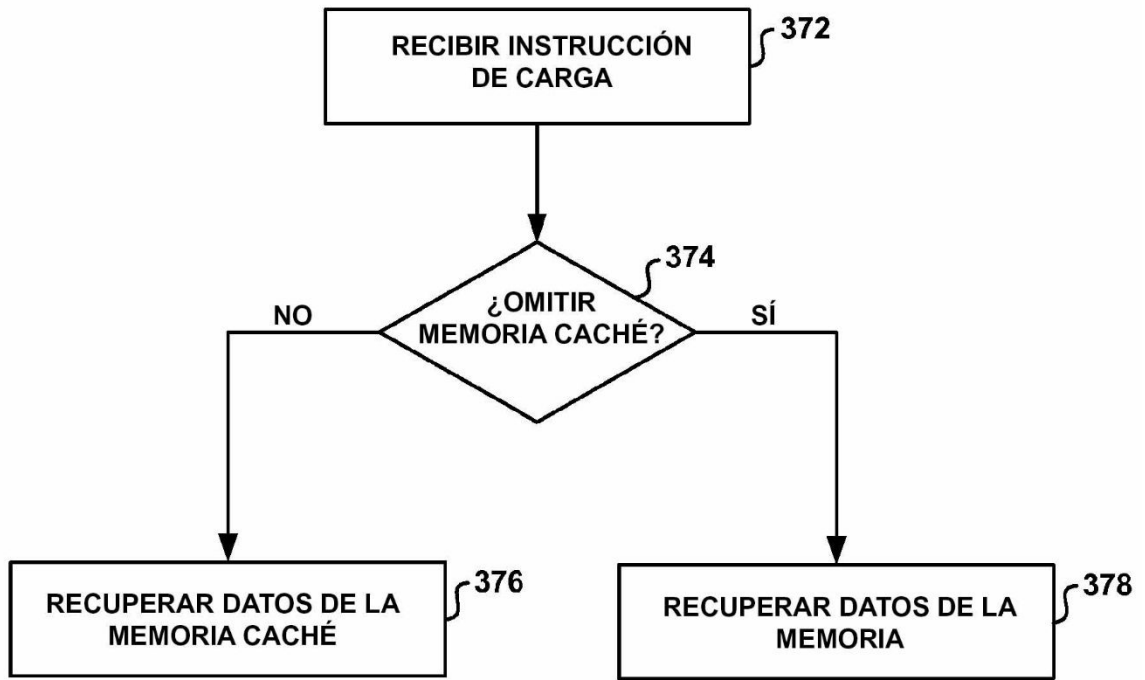 RECIBIR INSTRUCCIÓN
DE CARGA
372
¿OMITIR
MEMORIA CACHÉ?
374
NO
SÍ
RECUPERAR DATOS DE LA
MEMORIA CACHÉ
376
RECUPERAR DATOS DE LA
MEMORIA
378